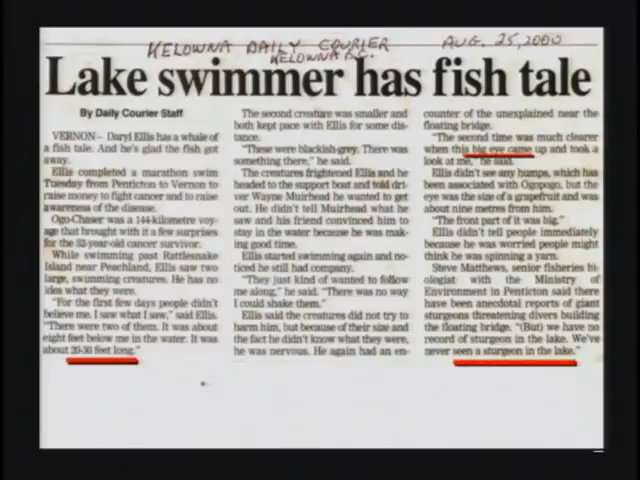 KELOWNA DAILY COURIER AUG. 25, 2000
KELOWNA BC.
Lake swimmer has fish tale
By Daily Courier Staff
VERNON – Daryl Ellis has a whale of
a fish tale. And he's glad the fish got
away.
Ellis completed a marathon swim
Tuesday from Penticton to Vernon to
raise money to fight cancer and to raise
awareness of the disease.
Ogo-Chaser was a 144-kilometre voy-
age that brought with it a few surprises
for the 52-year-old cancer survivor.
While swimming past Rattlesnake
Island near Peachland, Ellis saw two
large, swimming creatures. He has no
idea what they were.
"For the first few days people didn't
believe me. I saw what I saw," said Ellis.
"There were two of them. It was about
eight feet below me in the water. It was
about 20-30 feet long."
The second creature was smaller and
both kept pace with Ellis for some dis-
tance.
"These were blackish-grey. There was
something there," he said.
The creatures frightened Ellis and he
headed to the support boat and told dri-
ver Wayne Muirhead he wanted to get
out. He didn't tell Muirhead what he
saw and his friend convinced him to
stay in the water because he was mak-
ing good time.
Ellis started swimming again and no-
ticed he still had company.
"They just kind of wanted to follow
me along," he said. "There was no way
I could shake them."
Ellis said the creatures did not try to
harm him, but because of their size and
the fact he didn't know what they were,
he was nervous. He again had an en-
counter of the unexplained near the
floating bridge.
"The second time was much clearer
when this big eye came up and took a
look at me," he said.
Ellis didn't see any humps, which has
been associated with Ogopogo, but the
eye was the size of a grapefruit and was
about nine metres from him.
"The front part of it was big."
Ellis didn't tell people immediately
because he was worried people might
think he was spinning a yarn.
Steve Matthews, senior fisheries bi-
ologist with the Ministry of
Environment in Penticton said there
have been anecdotal reports of giant
sturgeons threatening divers building
the floating bridge. "(But) we have no
record of sturgeon in the lake. We've
never seen a sturgeon in the lake."